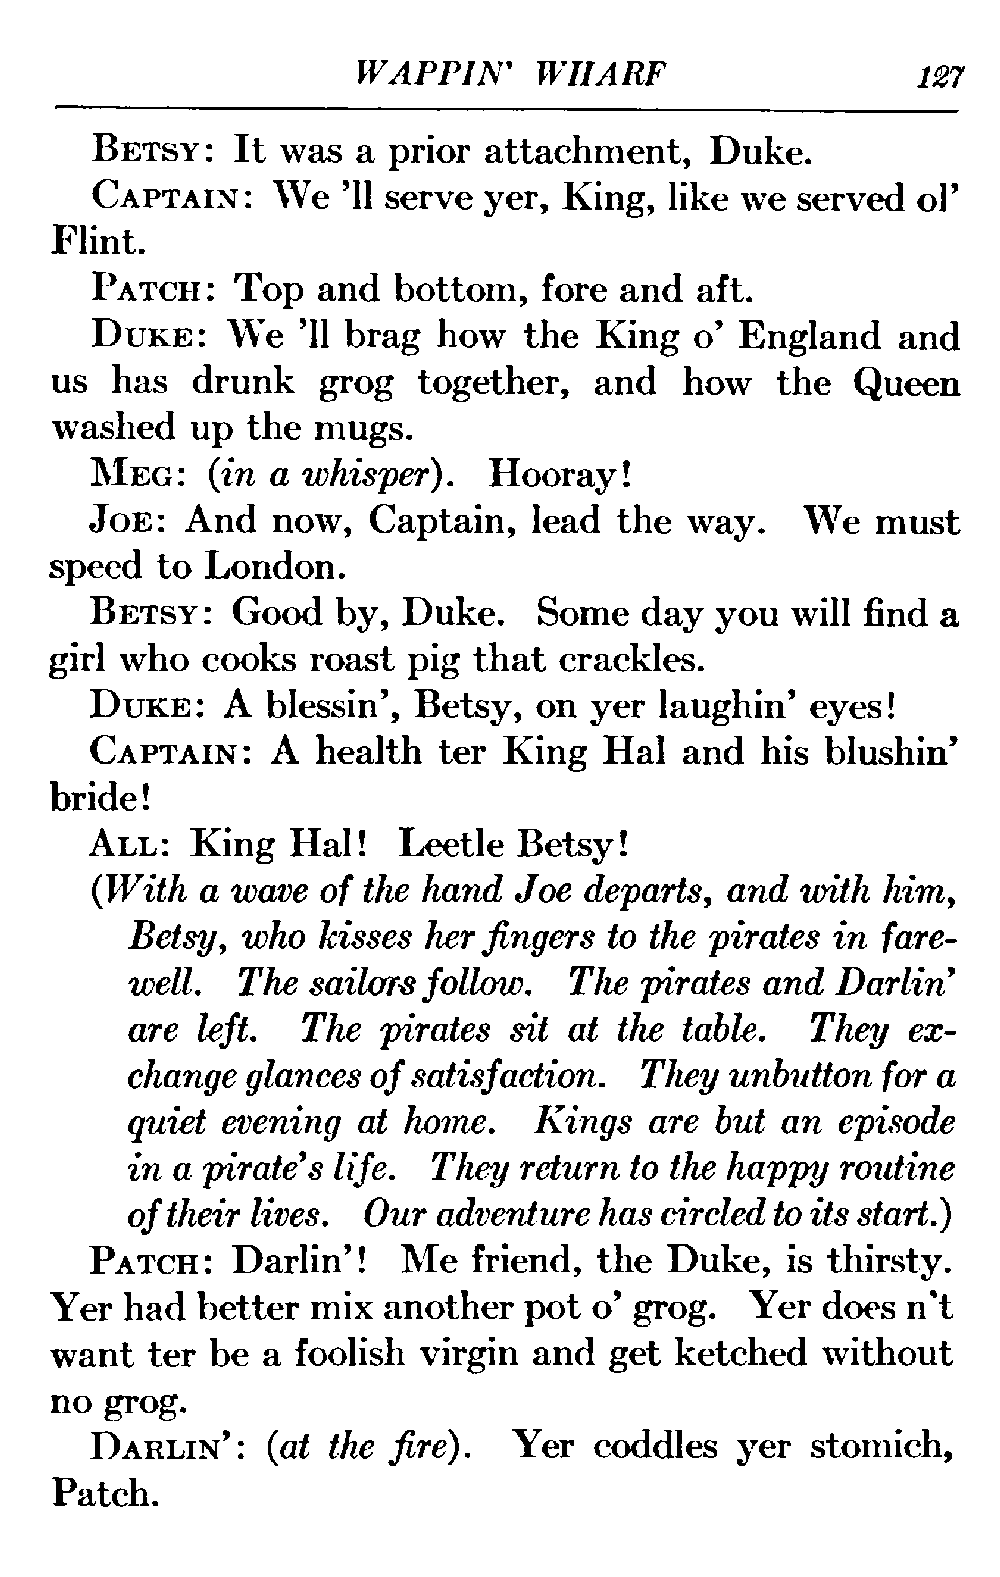 WAPPIN' WHARF 127
BETSY: It was a prior attachment, Duke.
CAPTAIN: We 'll serve yer, King, like we served ol'
Flint.
PATCH: Top and bottom, fore and aft.
DUKE: We 'll brag how the King o' England and
us has drunk grog together, and how the Queen
washed up the mugs.
MEG: (in a whisper). Hooray!
JOE: And now, Captain, lead the way. We must
speed to London.
BETSY: Good by, Duke. Some day you will find a
girl who cooks roast pig that crackles.
DUKE: A blessin', Betsy, on yer laughin' eyes!
CAPTAIN: A health ter King Hal and his blushin'
bride!
ALL: King Hal! Leetle Betsy!
(With a wave of the hand Joe departs, and with him,
Betsy, who kisses her fingers to the pirates in fare-
well. The sailors follow. The pirates and Darlin'
are left. The pirates sit at the table. They ex-
change glances of satisfaction. They unbutton for a
quiet evening at home. Kings are but an episode
in a pirate's life. They return to the happy routine
of their lives. Our adventure has circled to its start.)
PATCH: Darlin'! Me friend, the Duke, is thirsty.
Yer had better mix another pot o' grog. Yer does n't
want ter be a foolish virgin and get ketched without
no grog.
DARLIN': (at the fire). Yer coddles yer stomich,
Patch.